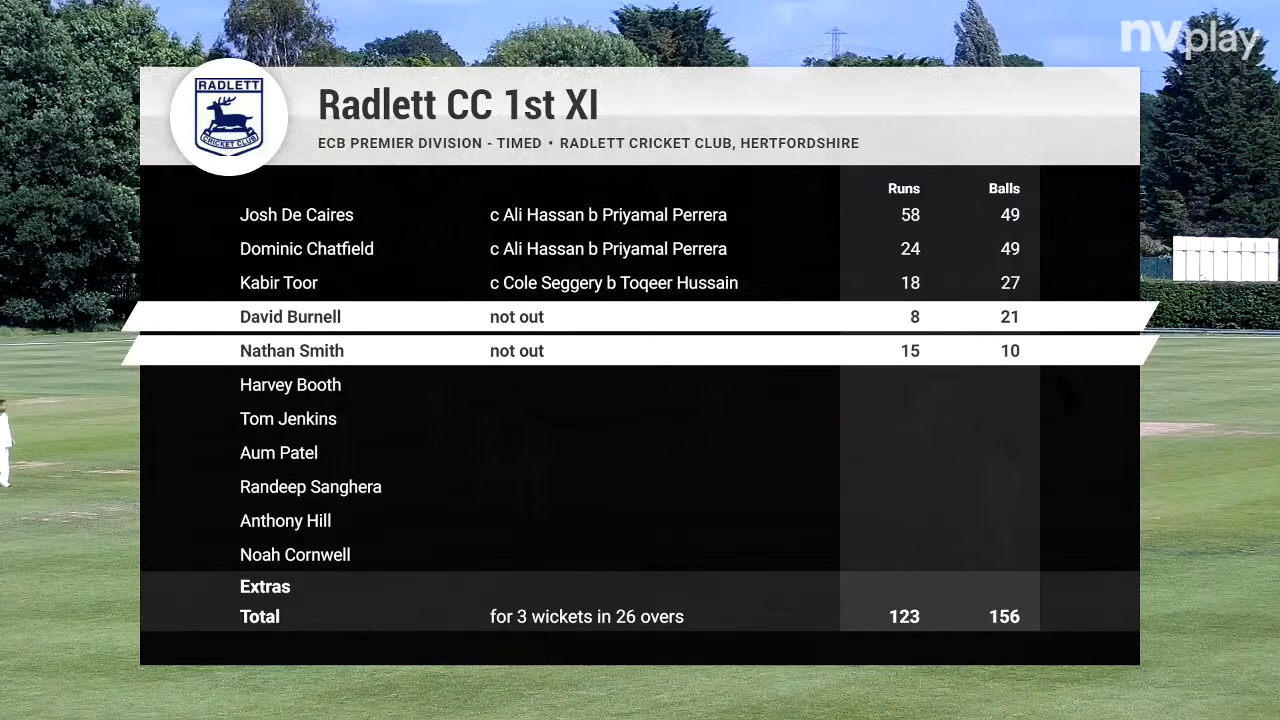 nvplay
RADLETT
CRICKET CLUB
Radlett CC 1st XI
ECB PREMIER DIVISION - TIMED • RADLETT CRICKET CLUB, HERTFORDSHIRE
Runs Balls
Josh De Caires c Ali Hassan b Priyamal Perrera 58 49
Dominic Chatfield c Ali Hassan b Priyamal Perrera 24 49
Kabir Toor c Cole Seggery b Toqeer Hussain 18 27
David Burnell not out 8 21
Nathan Smith not out 15 10
Harvey Booth
Tom Jenkins
Aum Patel
Randeep Sanghera
Anthony Hill
Noah Cornwell
Extras
Total for 3 wickets in 26 overs 123 156